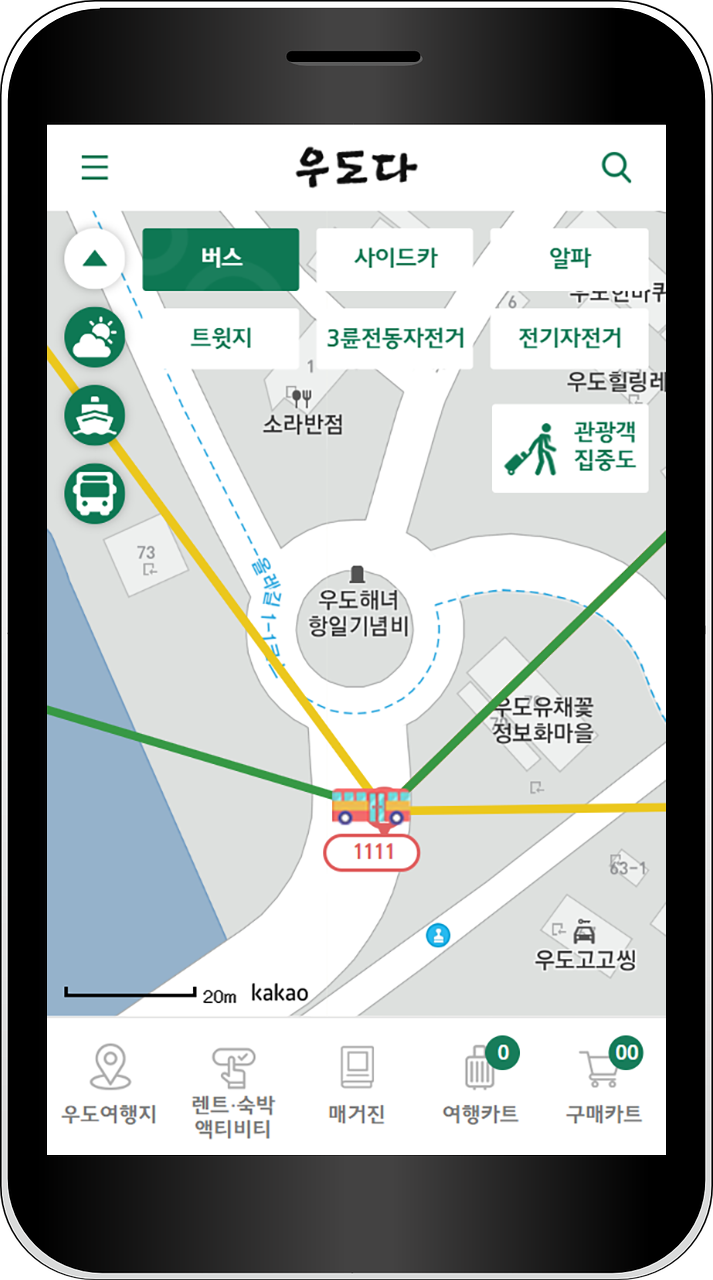 우도다
버스
사이드카
알파
6
트윗지
3륜전동자전거
전기자전거
1
우도힐링레
소라반점
관광객
집중도
73
올레길 1-1코스
우도해녀
항일기념비
우도유채꽃
정보화마을
1111
63-1
우도고고씽
20m
kakao
0
00
우도여행지
렌트·숙박
액티비티
매거진
여행카트
구매카트